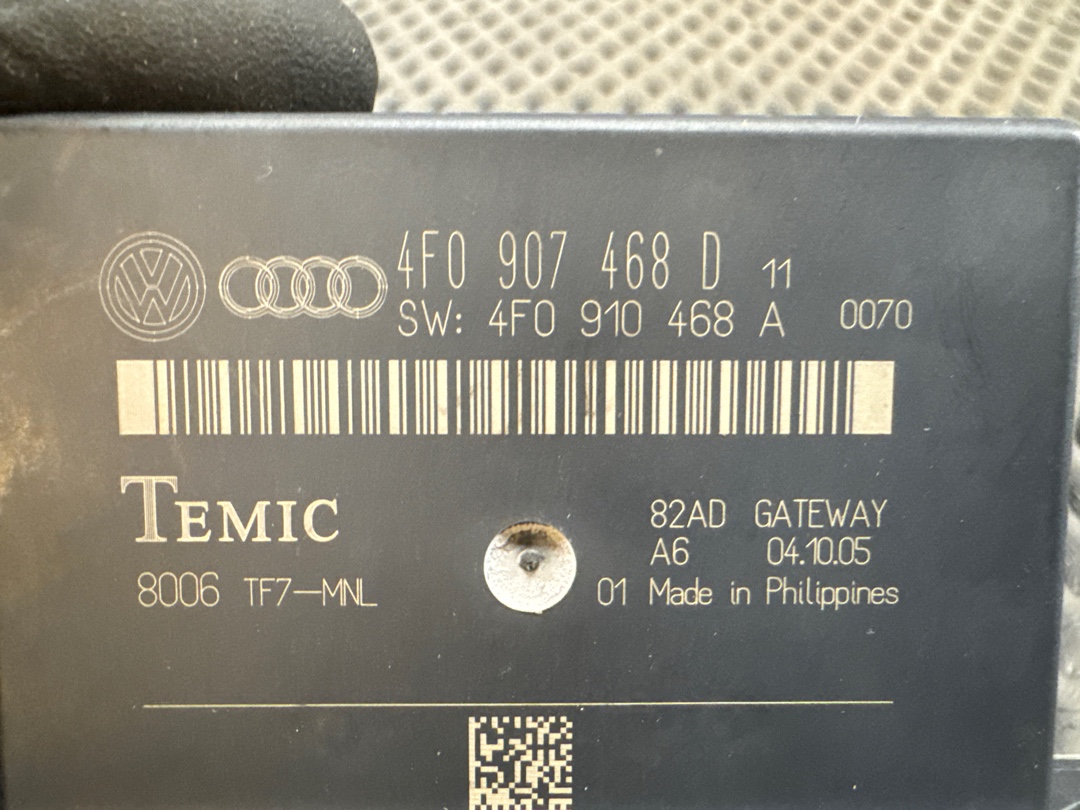 4F0 907 468 D 11
SW: 4F0 910 468 A 0070
TEMIC
8006 TF7-MNL
82AD GATEWAY
A6 04.10.05
01 Made in Philippines